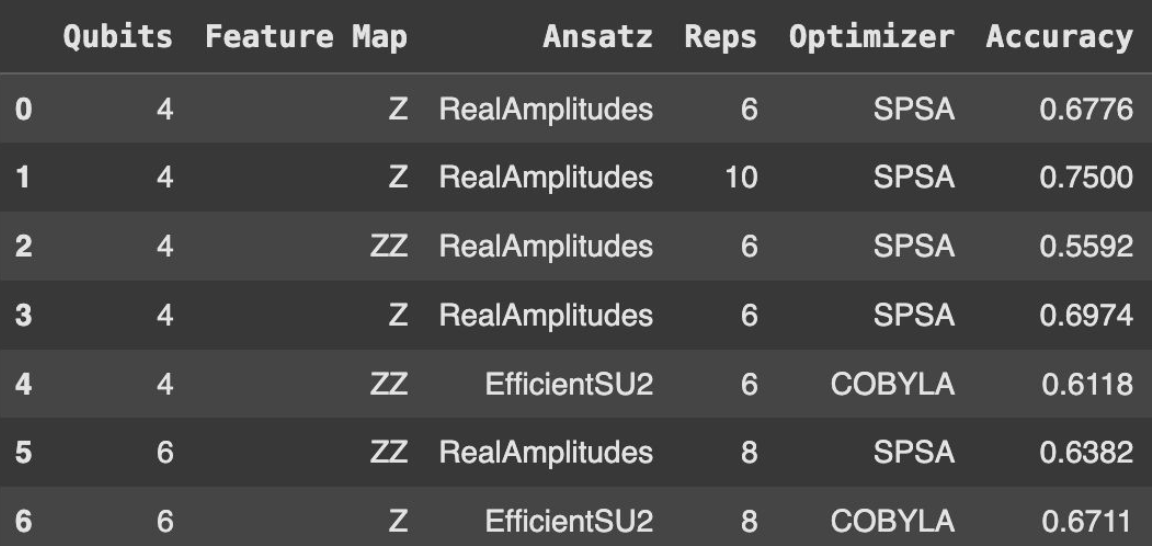 Qubits Feature Map Ansatz Reps Optimizer Accuracy
0 4 Z RealAmplitudes 6 SPSA 0.6776
1 4 Z RealAmplitudes 10 SPSA 0.7500
2 4 ZZ RealAmplitudes 6 SPSA 0.5592
3 4 Z RealAmplitudes 6 SPSA 0.6974
4 4 ZZ EfficientSU2 6 COBYLA 0.6118
5 6 ZZ RealAmplitudes 8 SPSA 0.6382
6 6 Z EfficientSU2 8 COBYLA 0.6711